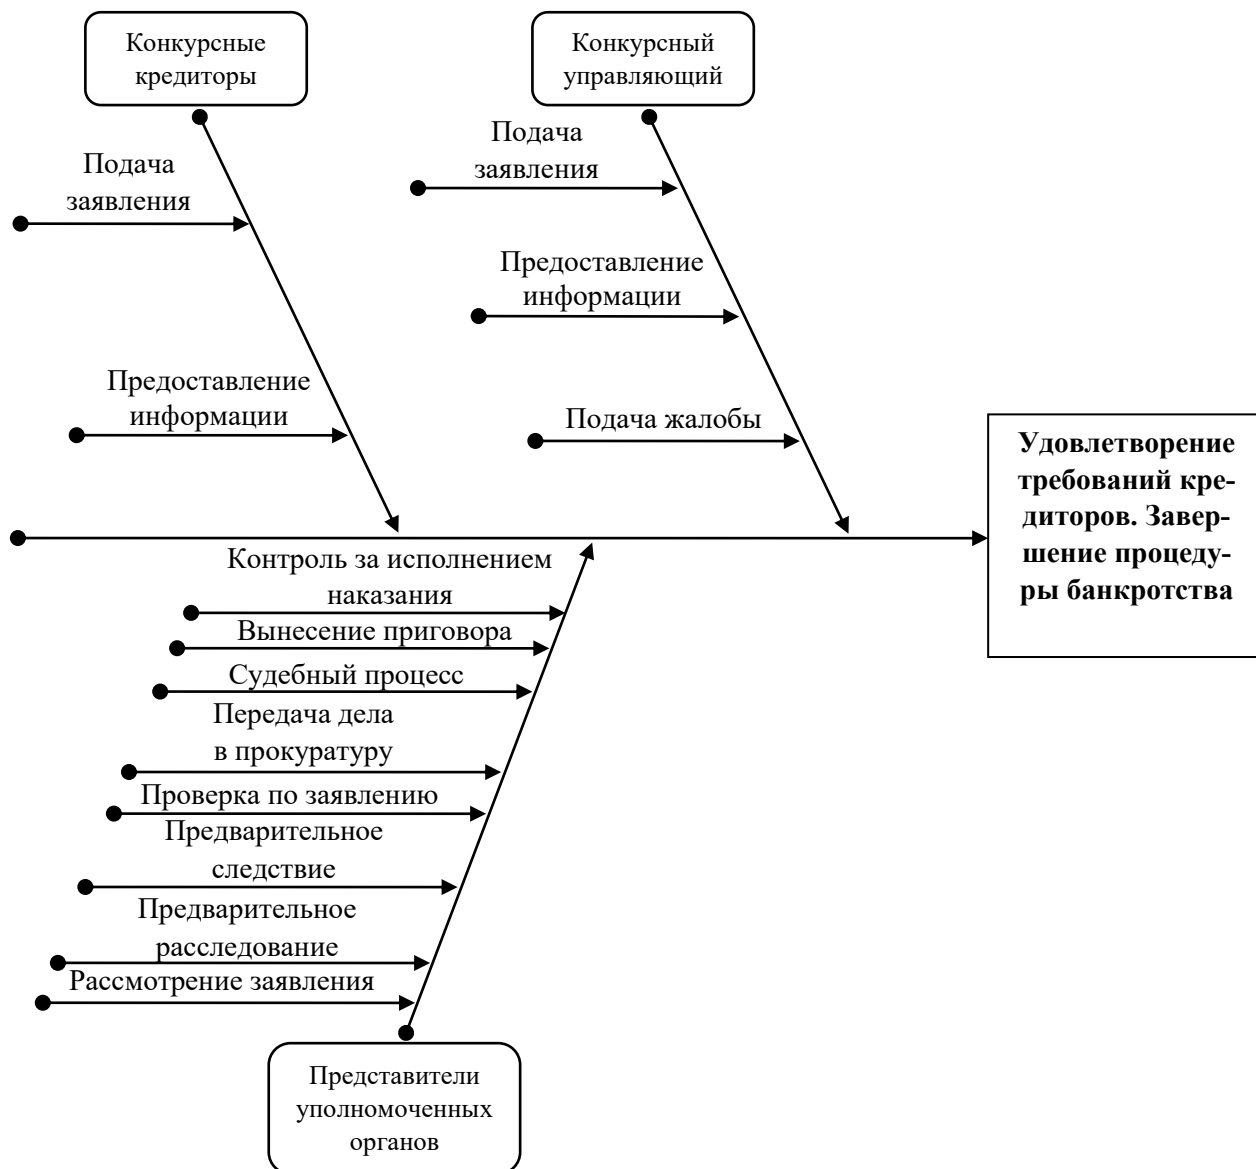 Конкурсные
кредиторы
Конкурсный
управляющий
Подача
заявления
Подача
заявления
Предоставление
информации
Предоставление
информации
Подача жалобы
Удовлетворение
требований кре-
диторов. Завер-
шение процеду-
ры банкротства
Контроль за исполнением
наказания
Вынесение приговора
Судебный процесс
Передача дела
в прокуратуру
Проверка по заявлению
Предварительное
следствие
Предварительное
расследование
Рассмотрение заявления
Представители
уполномоченных
органов